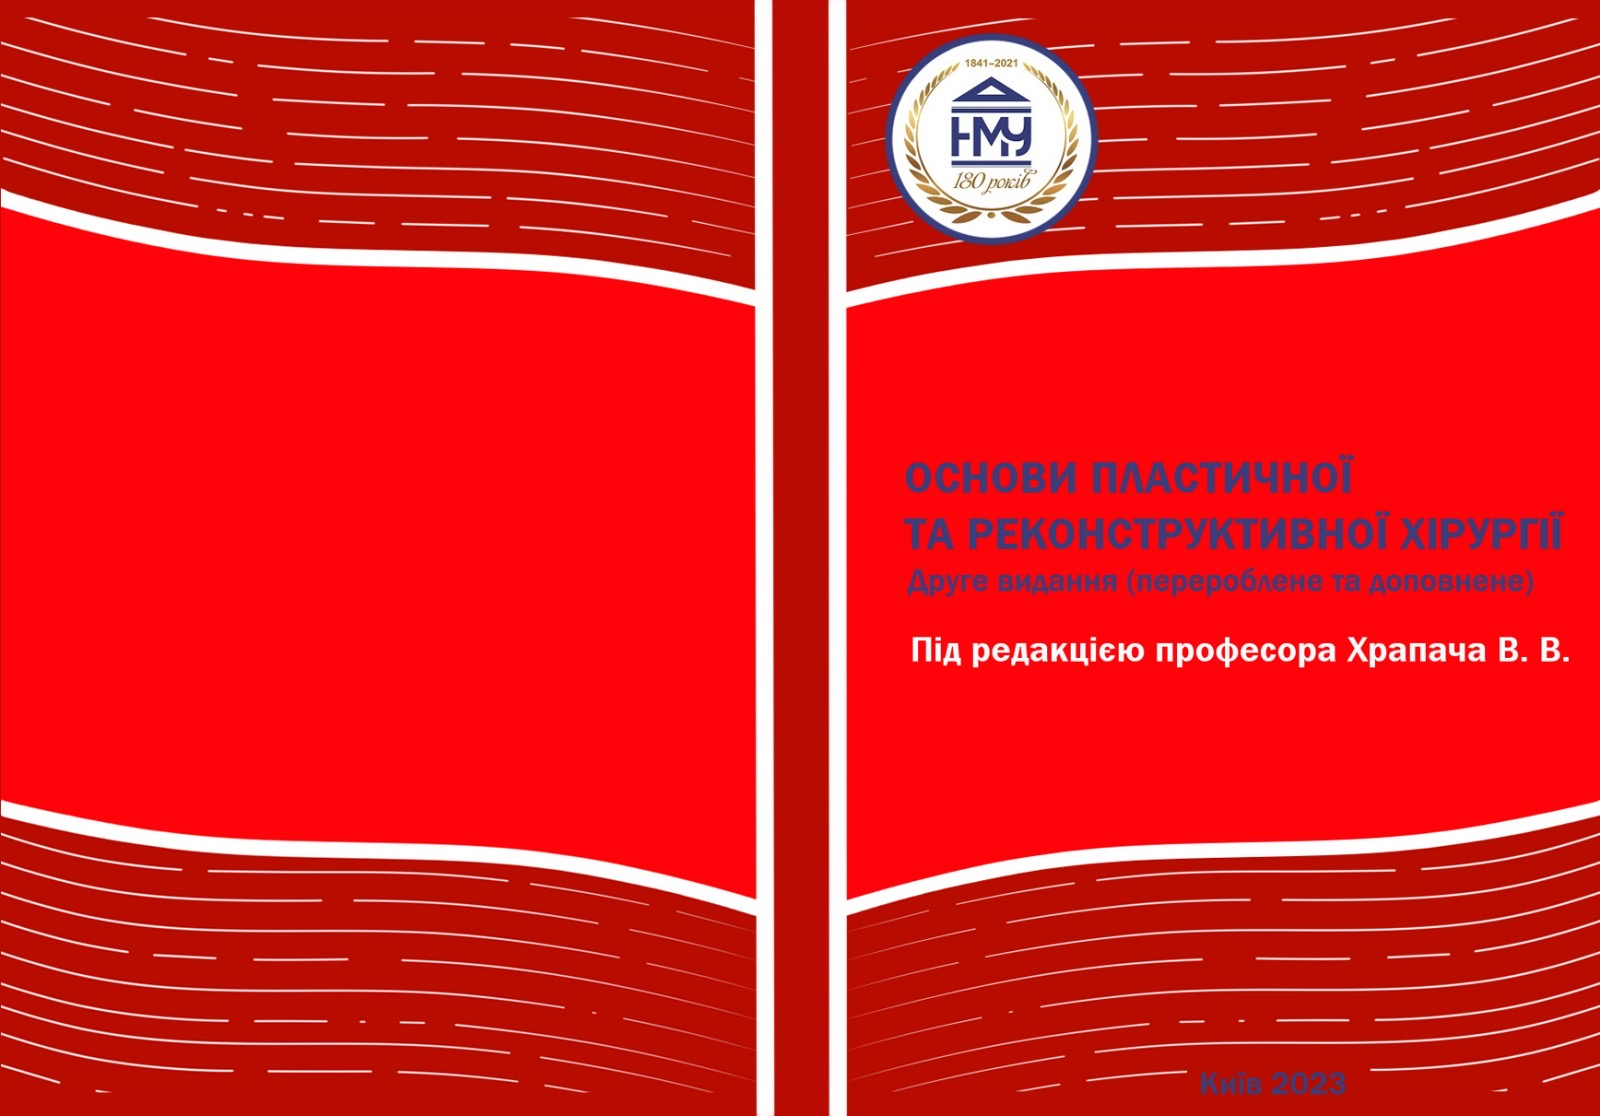 1841–2021
НМУ
180 років
ОСНОВИ ПЛАСТИЧНОЇ
ТА РЕКОНСТРУКТИВНОЇ ХІРУРГІЇ
Друге видання (перероблене та доповнене)
Під редакцією професора Храпача В. В.
Київ 2023